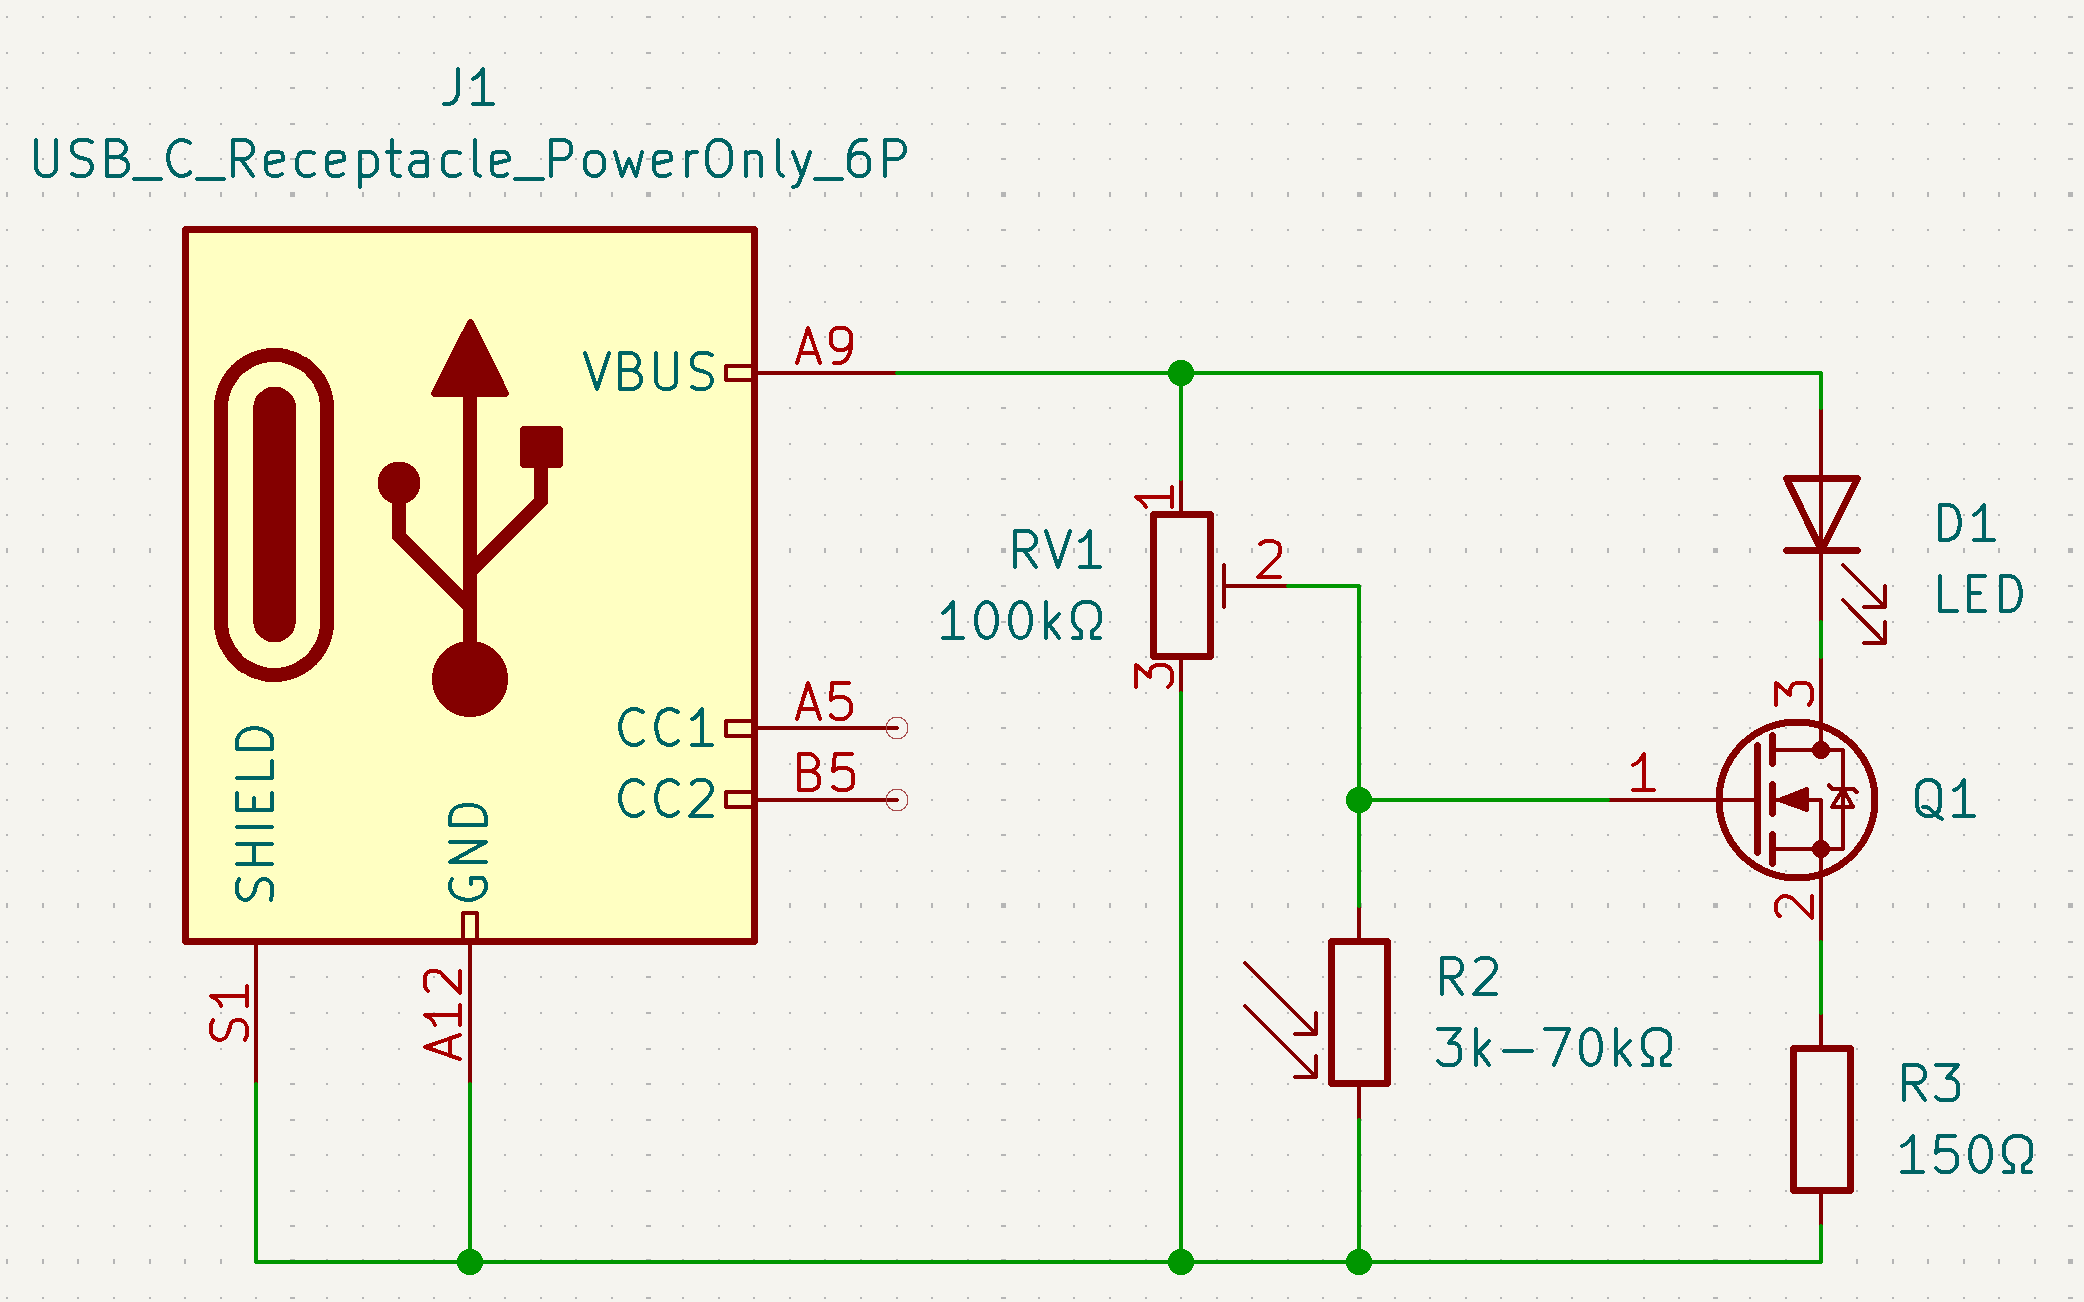 J1
USB_C_Receptacle_PowerOnly_6P
VBUS
A9
CC1
A5
CC2
B5
SHIELD
GND
S1
A12
RV1
100kΩ
1
2
3
R2
3k-70kΩ
D1
LED
3
1
Q1
2
R3
150Ω